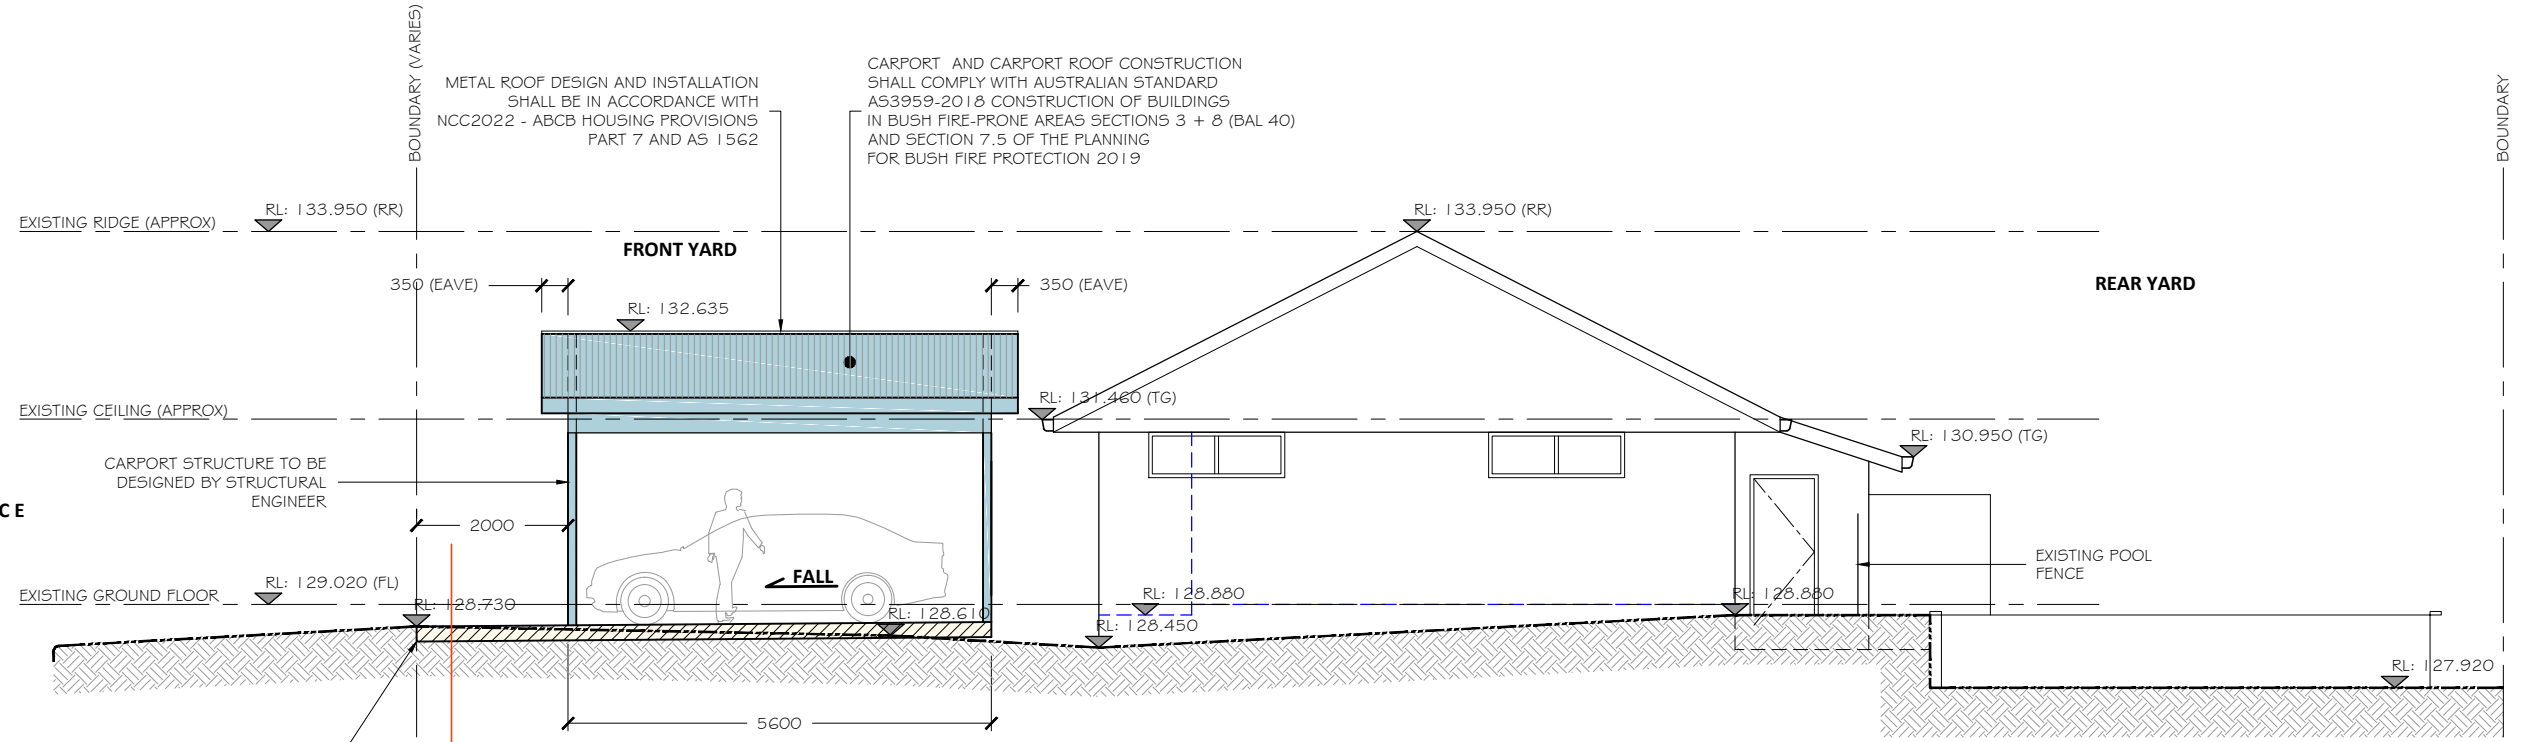 BOUNDARY (VARIES)
METAL ROOF DESIGN AND INSTALLATION
SHALL BE IN ACCORDANCE WITH
NCC2022 - ABCB HOUSING PROVISIONS
PART 7 AND AS 1562
CARPORT AND CARPORT ROOF CONSTRUCTION
SHALL COMPLY WITH AUSTRALIAN STANDARD
AS3959-2018 CONSTRUCTION OF BUILDINGS
IN BUSH FIRE-PRONE AREAS SECTIONS 3 + 8 (BAL 40)
AND SECTION 7.5 OF THE PLANNING
FOR BUSH FIRE PROTECTION 2019
BOUNDARY
EXISTING RIDGE (APPROX)
RL: 133.950 (RR)
RL: 133.950 (RR)
FRONT YARD
REAR YARD
350 (EAVE)
350 (EAVE)
RL: 132.635
EXISTING CEILING (APPROX)
RL: 131.460 (TG)
RL: 130.950 (TG)
CARPORT STRUCTURE TO BE
DESIGNED BY STRUCTURAL
ENGINEER
CE
2000
FALL
EXISTING POOL
FENCE
EXISTING GROUND FLOOR
RL: 129.020 (FL)
RL: 128.730
RL: 128.610
RL: 128.880
RL: 128.450
RL: 128.880
RL: 127.920
5600